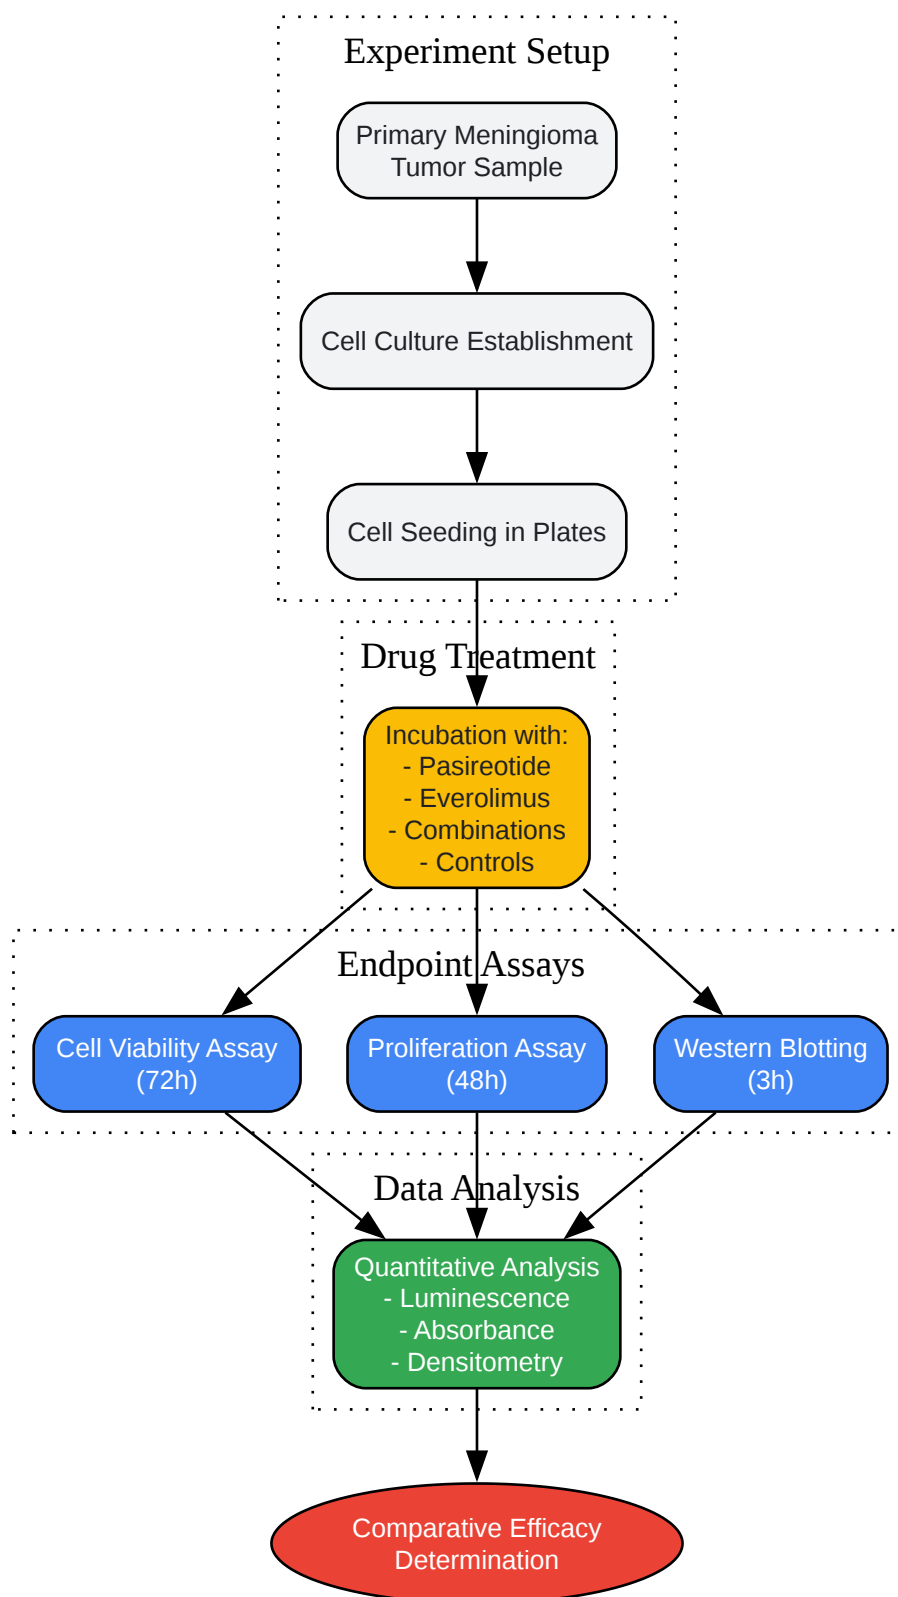 Experiment Setup
Primary Meningioma
Tumor Sample
Cell Culture Establishment
Cell Seeding in Plates
Drug Treatment
Incubation with:
- Pasireotide
- Everolimus
- Combinations
- Controls
Endpoint Assays
Cell Viability Assay
(72h)
Proliferation Assay
(48h)
Western Blotting
(3h)
Data Analysis
Quantitative Analysis
- Luminescence
- Absorbance
- Densitometry
Comparative Efficacy
Determination